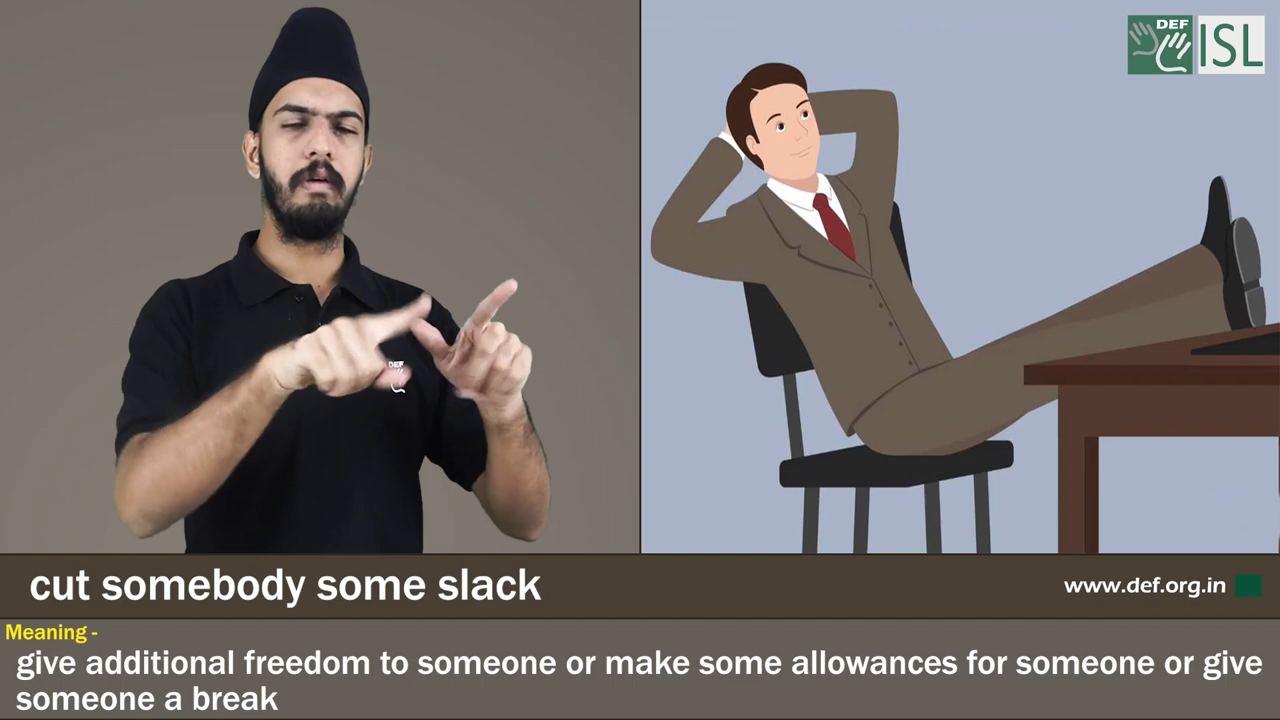 DEF
ISL
DEF
cut somebody some slack
www.def.org.in
Meaning -
give additional freedom to someone or make some allowances for someone or give
someone a break